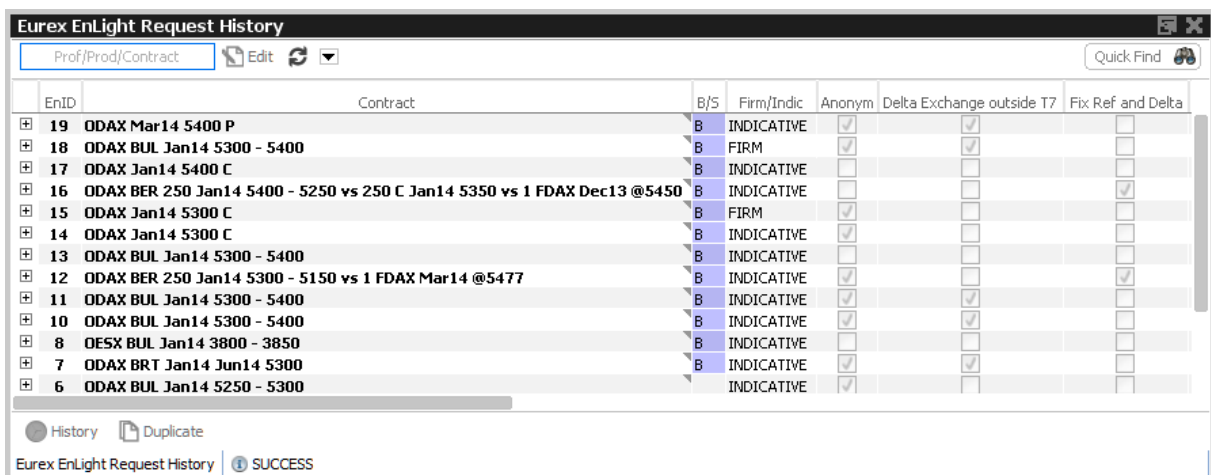 Eurex EnLight Request History
Prof/Prod/Contract Edit Quick Find
EnID Contract B/S Firm/Indic Anonym Delta Exchange outside T7 Fix Ref and Delta
19 ODAX Mar14 5400 P B INDICATIVE
18 ODAX BUL Jan14 5300 - 5400 B FIRM
17 ODAX Jan14 5400 C B INDICATIVE
16 ODAX BER 250 Jan14 5400 - 5250 vs 250 C Jan14 5350 vs 1 FDAX Dec13 @5450 B INDICATIVE
15 ODAX Jan14 5300 C B FIRM
14 ODAX Jan14 5300 C B INDICATIVE
13 ODAX BUL Jan14 5300 - 5400 B INDICATIVE
12 ODAX BER 250 Jan14 5300 - 5150 vs 1 FDAX Mar14 @5477 B INDICATIVE
11 ODAX BUL Jan14 5300 - 5400 B INDICATIVE
10 ODAX BUL Jan14 5300 - 5400 B INDICATIVE
8 OESX BUL Jan14 3800 - 3850 B INDICATIVE
7 ODAX BRT Jan14 Jun14 5300 B INDICATIVE
6 ODAX BUL Jan14 5250 - 5300 INDICATIVE
History Duplicate
Eurex EnLight Request History SUCCESS